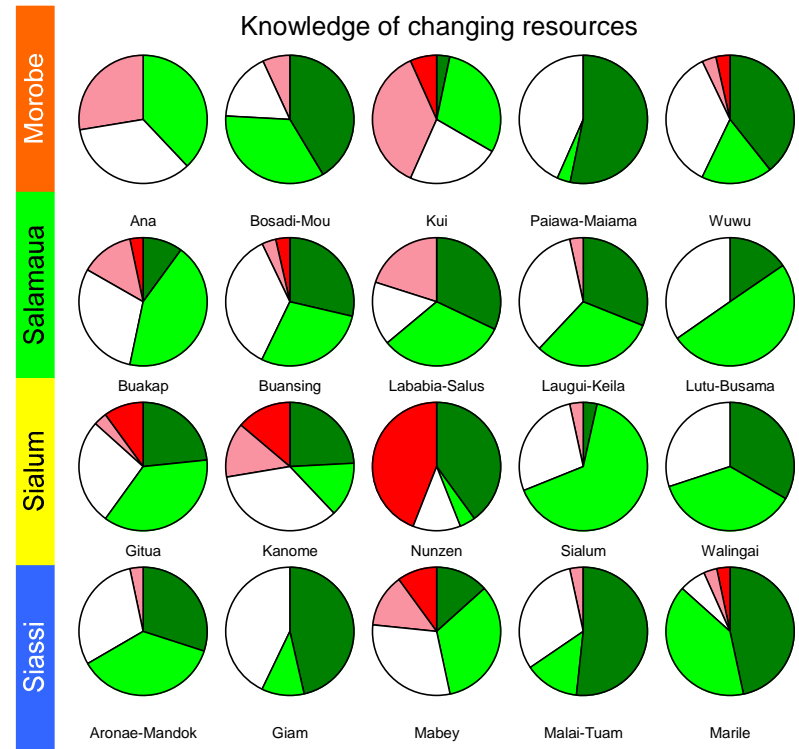 Knowledge of changing resources
Morobe
Ana
Bosadi-Mou
Kui
Paiawa-Maiama
Wuwu
Salamaua
Buakap
Buansing
Lababia-Salus
Laugui-Keila
Lutu-Busama
Sialum
Gitua
Kanome
Nunzen
Sialum
Walingai
Siassi
Aronae-Mandok
Giam
Mabey
Malai-Tuam
Marile